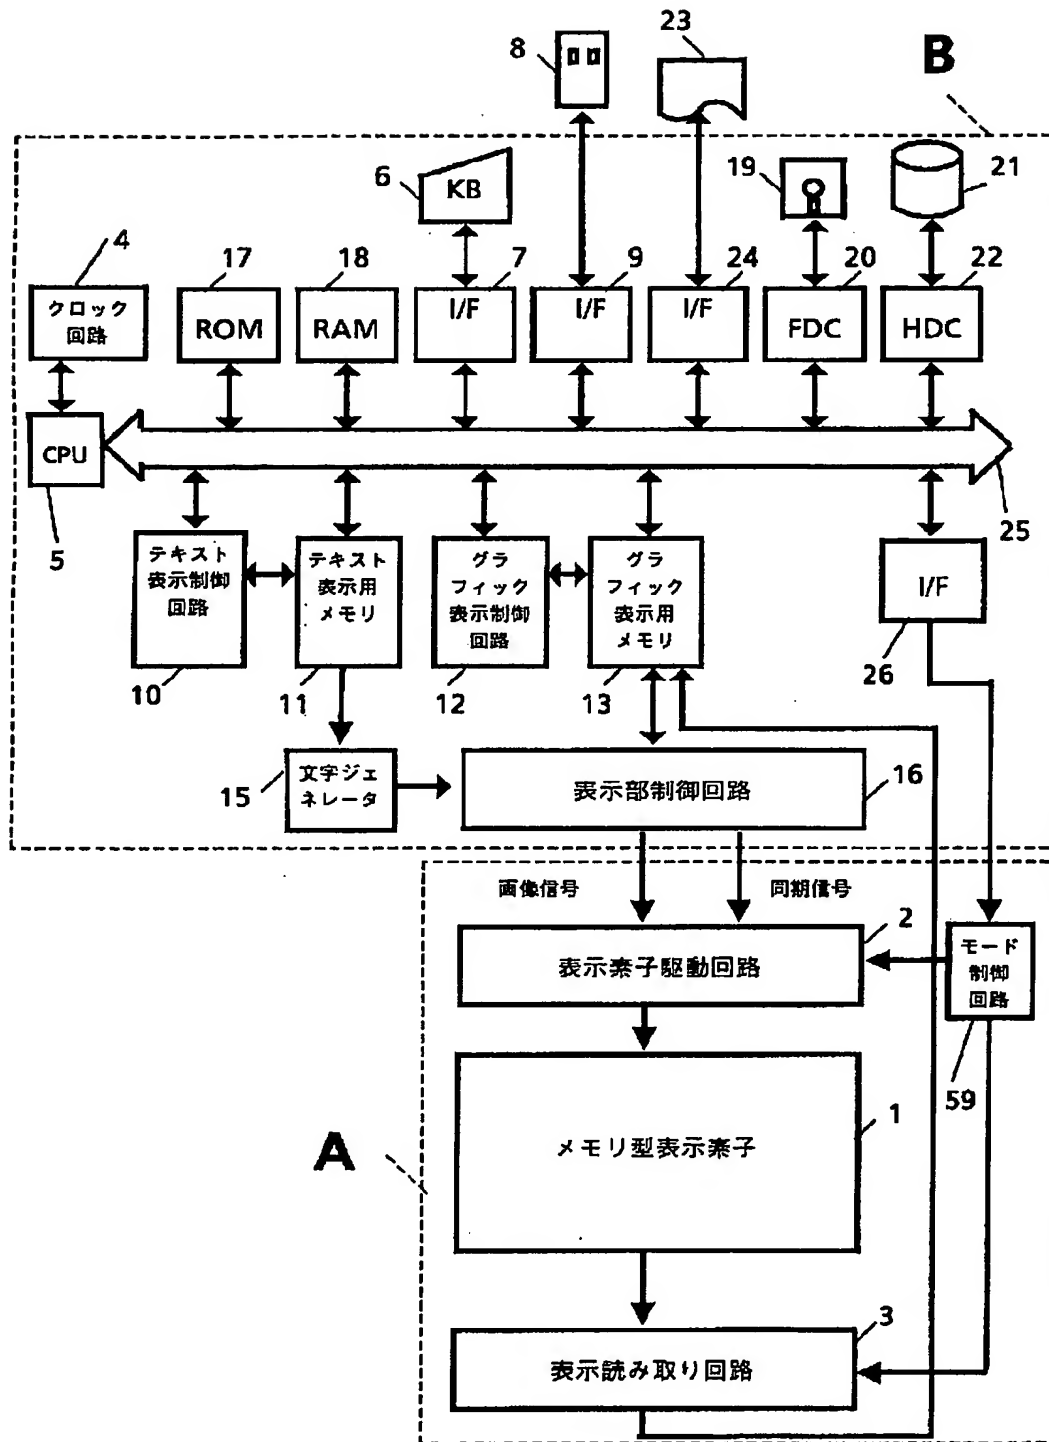 23
8
B
6
KB
19
21
4
17
18
7
9
24
20
22
クロック
回路
ROM
RAM
I/F
I/F
I/F
FDC
HDC
CPU
5
25
テキスト
表示制御
回路
テキスト
表示用
メモリ
グラ
フィック
表示制御
回路
グラ
フィック
表示用
メモリ
I/F
10
11
12
13
26
15
文字ジェ
ネレータ
表示部制御回路
16
画像信号
同期信号
2
表示素子駆動回路
モード
制御
回路
59
1
メモリ型表示素子
A
3
表示読み取り回路